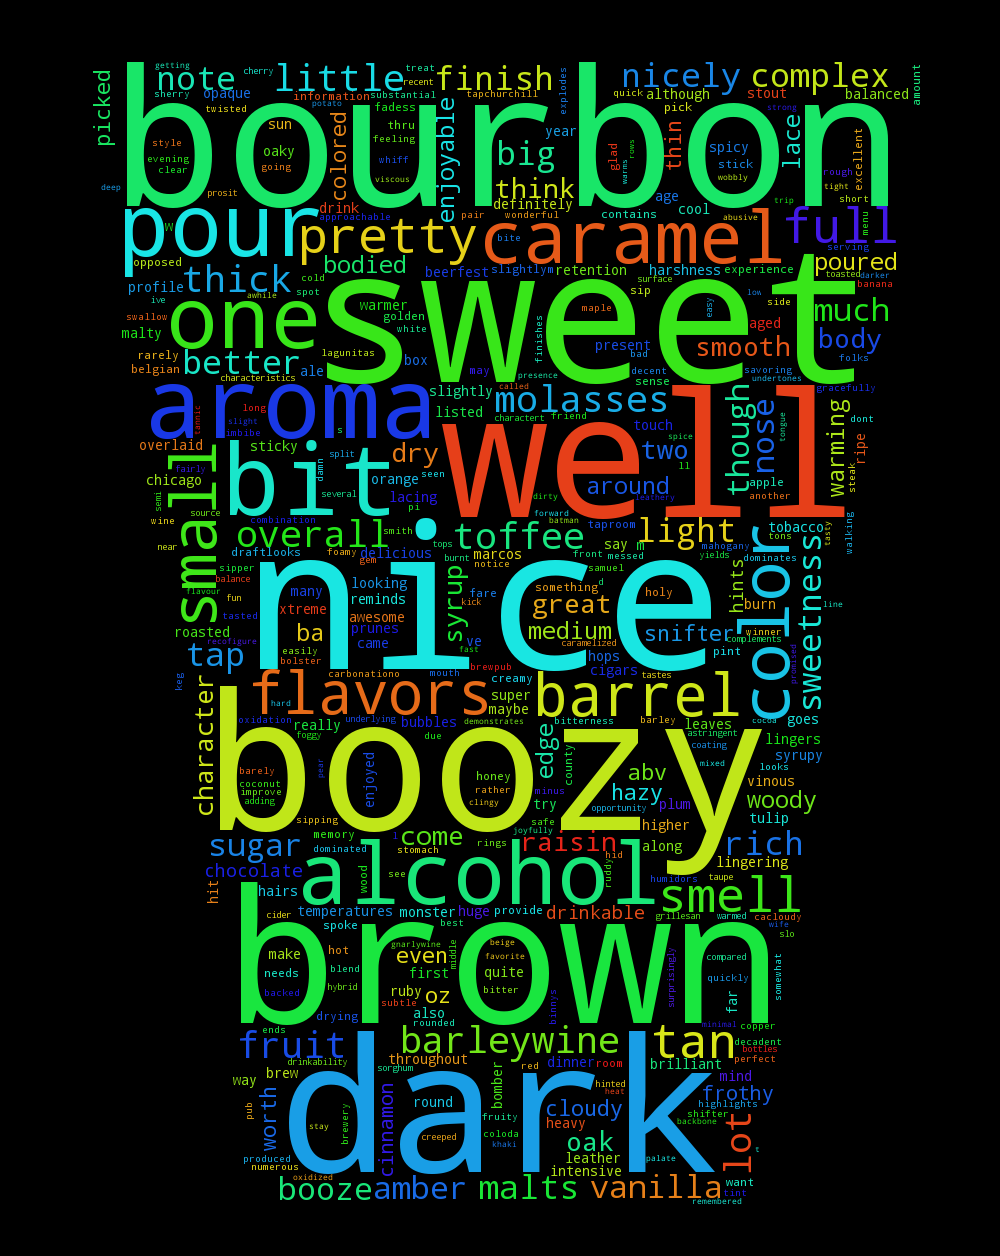 getting
cherry
treat
picked
note
little
recent
finish
nicely
complex
amount
sherry
opaque
information
substantial
tapchurchill
explodes
quick
although
stout
balanced
twisted
potato
fadess
pick
strong
bourbon
sun
colored
thru
enjoyable
year
thin
lace
style
oaky
feeling
big
glad
rows
spicy
excellent
evening
going
whiff
stick
rough
clear
viscous
think
warms
wobbly
tight
deep
prosit
definitely
age
short
drink
approachable
pair
wonderful
contains
cool
abusive
trip
menu
w
pour
pretty
caramel
full
bite
serving
opposed
bodied
beerfest
slightlym
retention
harshness
experience
poured
toasted
darker
thick
cold
surface
profile
spot
sip
maple
easy
low
banana
ive
awhile
warmer
side
much
swallow
one
golden
sweet
aged
malty
white
finishes
present
smooth
body
rarely
better
lagunitas
box
bad
folks
belgian
ale
may
presence
decent
savoring
characteristics
called
sense
undertones
gracefully
aroma
slightly
molasses
tannic
long
listed
charactert
friend
touch
though
nose
warming
slight
imbibe
s
spice
tongue
dont
overlaid
sticky
bit
split
dry
well
two
ripe
damn
seen
ll
apple
steak
chicago
fairly
semi
several
orange
lacing
dirty
around
leathery
another
small
source
pi
forward
wine
combination
smith
batman
taproom
tobacco
tasty
walking
near
overall
tops
toffee
light
tons
draftlooks
foamy
delicious
burnt
marcos
front
say
m
messed
mahogany
dominates
color
sweetness
sipper
gem
notice
samuel
yields
hints
balance
looking
syrup
nice
d
flavour
fun
many
fare
something
holy
burn
reminds
great
line
tasted
xtreme
kick
winner
awesome
roasted
ba
prunes
medium
snifter
complements
reconfigure
easily
came
ve
fast
caramelized
hops
pint
promised
tap
bolster
brewpub
tastes
keg
carbonationo
mouth
creamy
cigars
flavors
barrel
character
hard
super
maybe
oxidation
underlying
bubbles
demonstrates
bitterness
barley
leaves
cocoa
goes
really
foggy
due
edge
astringent
lingers
boozy
coating
syrupy
pear
county
mixed
looks
barely
enjoyed
honey
abv
coconut
rather
minus
hazy
vinous
improve
clingy
try
opportunity
plum
woody
adding
sipping
safe
higher
tulip
memory
l
come
joyfully
sugar
dominated
stomach
rings
raisin
along
rich
hid
lingering
chocolate
wood
see
alcohol
ruddy
humidors
taupe
hit
hairs
smell
temperatures
monster
huge
provide
drinkable
cider
spoke
best
grillesan
warmed
cacloudy
wife
slo
brown
gnarlywine
middle
beige
make
hot
even
favorite
compared
somewhat
needs
blend
first
quite
surprisingly
quickly
backed
hybrid
ruby
oz
bitter
binnys
far
subtle
drying
also
rounded
minimal
copper
ends
fruit
barleywine
tan
decadent
drinkability
throughout
dinner
room
bottles
perfect
way
brew
sorghum
red
brilliant
mind
bomber
hinted
heat
frothy
worth
dark
round
cloudy
highlights
pub
brewery
cinnamon
fruity
heavy
shifter
backbone
stay
creeped
coloda
khaki
oak
lot
produced
leather
palate
t
numerous
intensive
oxidized
want
booze
amber
malts
vanilla
tint
remembered